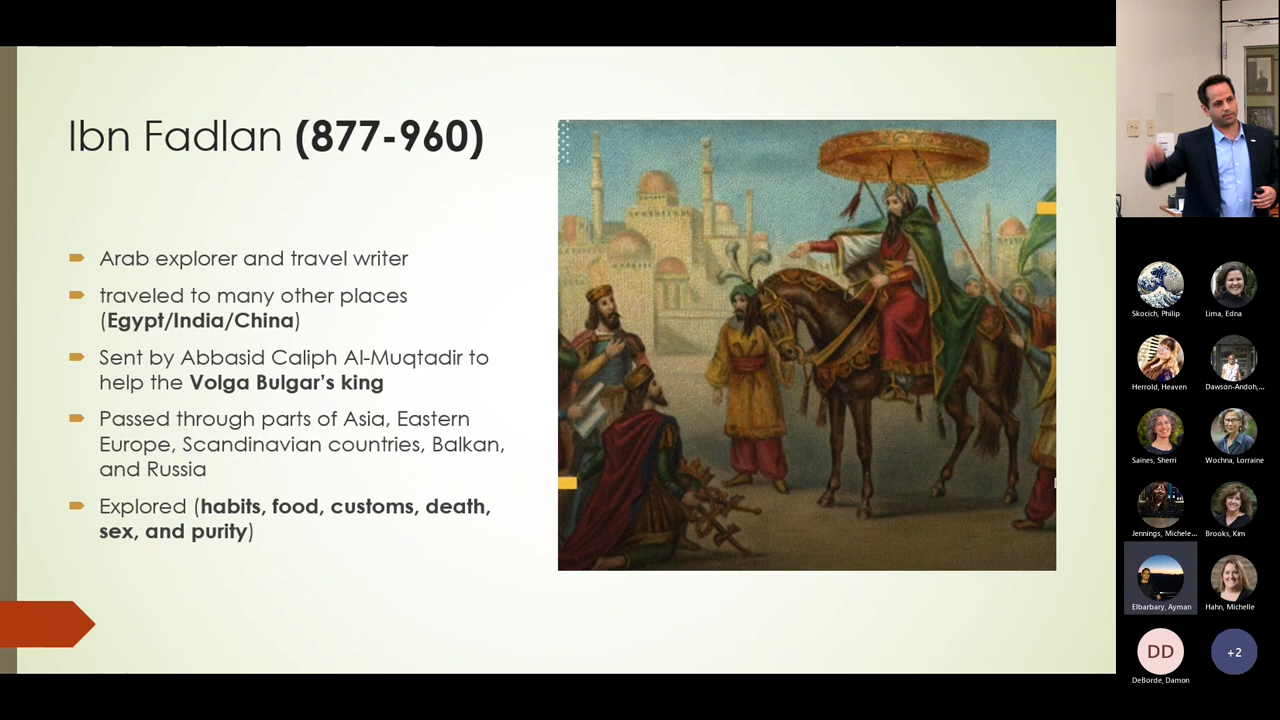 Ibn Fadlan (877-960)
Arab explorer and travel writer
traveled to many other places
(Egypt/India/China)
Sent by Abbasid Caliph Al-Muqtadir to
help the Volga Bulgar's king
Passed through parts of Asia, Eastern
Europe, Scandinavian countries, Balkan,
and Russia
Explored (habits, food, customs, death,
sex, and purity)
Skocich, Philip
Lima, Edna
Herrold, Heaven
Dawson-Andoh,...
Saines, Sherri
Wochna, Lorraine
Jennings, Michele...
Brooks, Kim
Elbarbary, Ayman
Hahn, Michelle
DD
+2
DeBorde, Damon